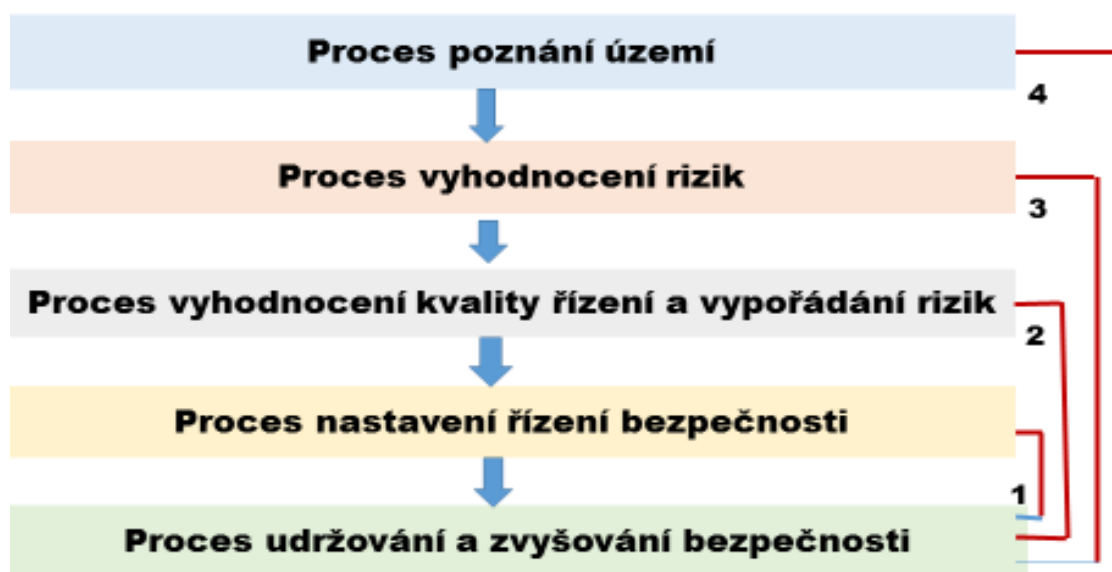 Proces poznání území
4
Proces vyhodnocení rizik
3
Proces vyhodnocení kvality řízení a vypořádání rizik
2
Proces nastavení řízení bezpečnosti
1
Proces udržování a zvyšování bezpečnosti